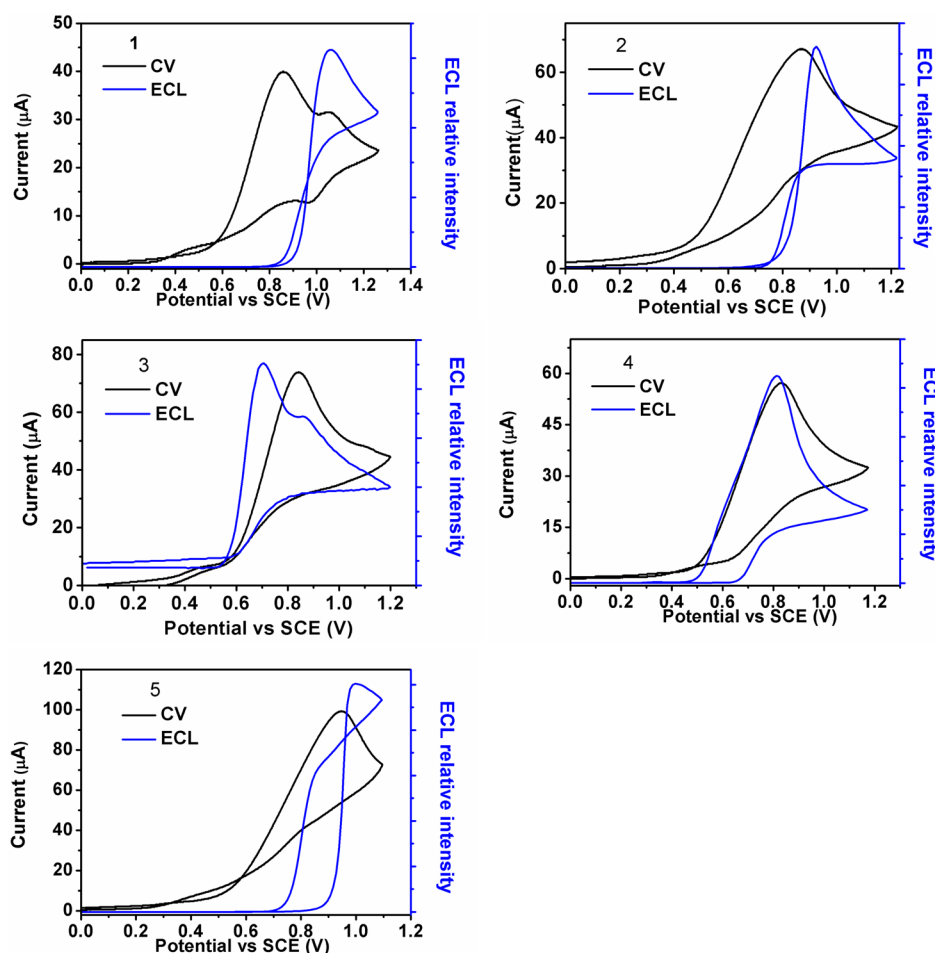 1
CV
ECL
Current (µA)
50
40
30
20
10
0
0.0 0.2 0.4 0.6 0.8 1.0 1.2 1.4
Potential vs SCE (V)
ECL relative intensity
2
CV
ECL
Current(µA)
60
40
20
0
0.0 0.2 0.4 0.6 0.8 1.0 1.2
Potential vs SCE (V)
ECL relative intensity
3
CV
ECL
Current (µA)
80
60
40
20
0
0.0 0.2 0.4 0.6 0.8 1.0 1.2
Potential vs SCE (V)
ECL relative intensity
4
CV
ECL
Current (µA)
60
45
30
15
0
0.0 0.2 0.4 0.6 0.8 1.0 1.2
Potential vs SCE (V)
ECL relative intensity
5
CV
ECL
Current (µA)
120
100
80
60
40
20
0
0.0 0.2 0.4 0.6 0.8 1.0 1.2
Potential vs SCE (V)
ECL relative intensity